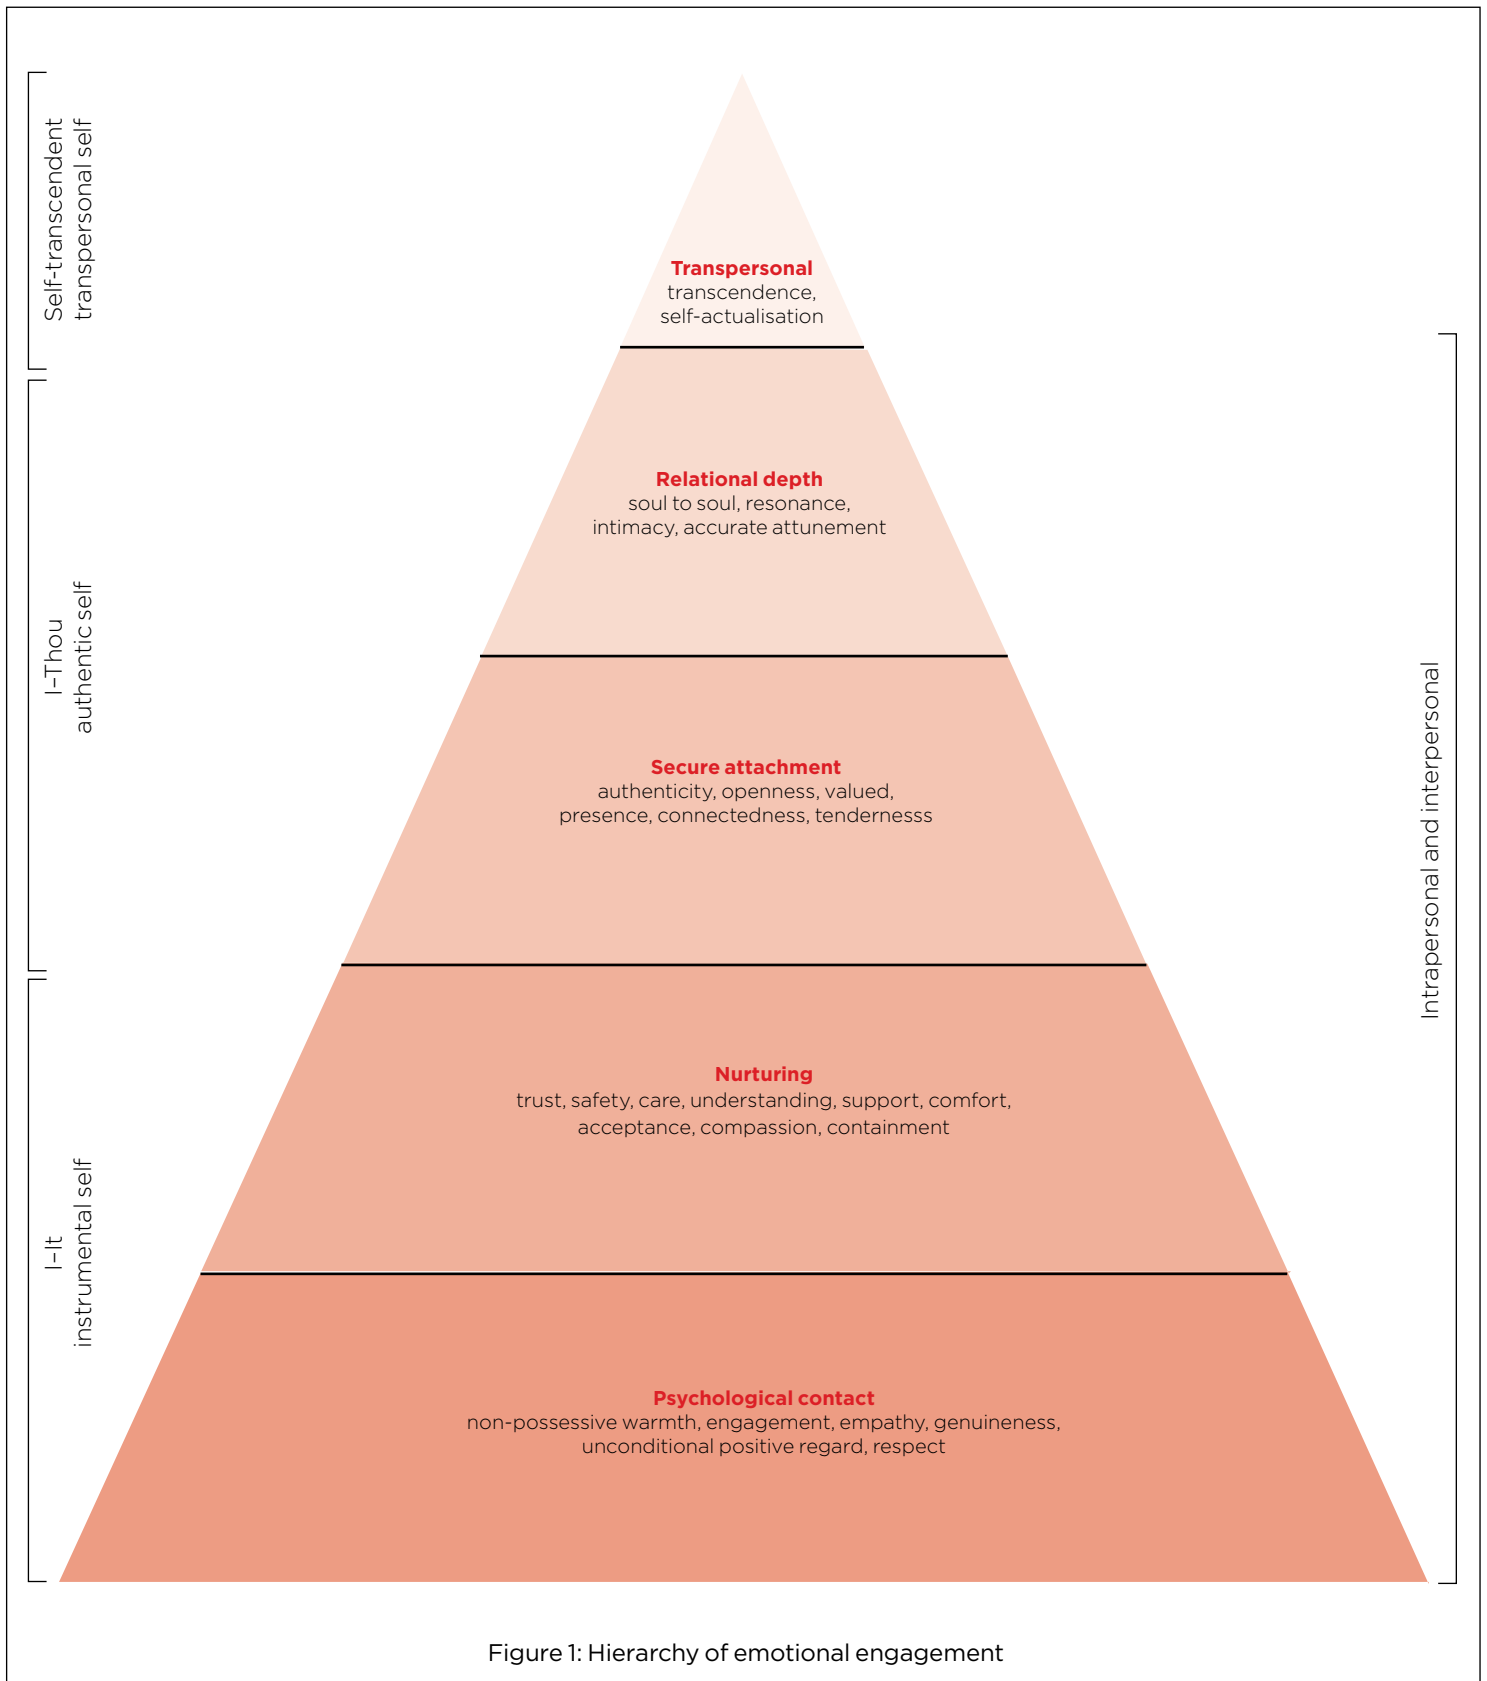 Self-transcendent
transpersonal self
Transpersonal
transcendence,
self-actualisation
Relational depth
soul to soul, resonance,
intimacy, accurate attunement
I–Thou
authentic self
Secure attachment
authenticity, openness, valued,
presence, connectedness, tendernesss
Intrapersonal and interpersonal
Nurturing
trust, safety, care, understanding, support, comfort,
acceptance, compassion, containment
I–It
instrumental self
Psychological contact
non-possessive warmth, engagement, empathy, genuineness,
unconditional positive regard, respect
Figure 1: Hierarchy of emotional engagement